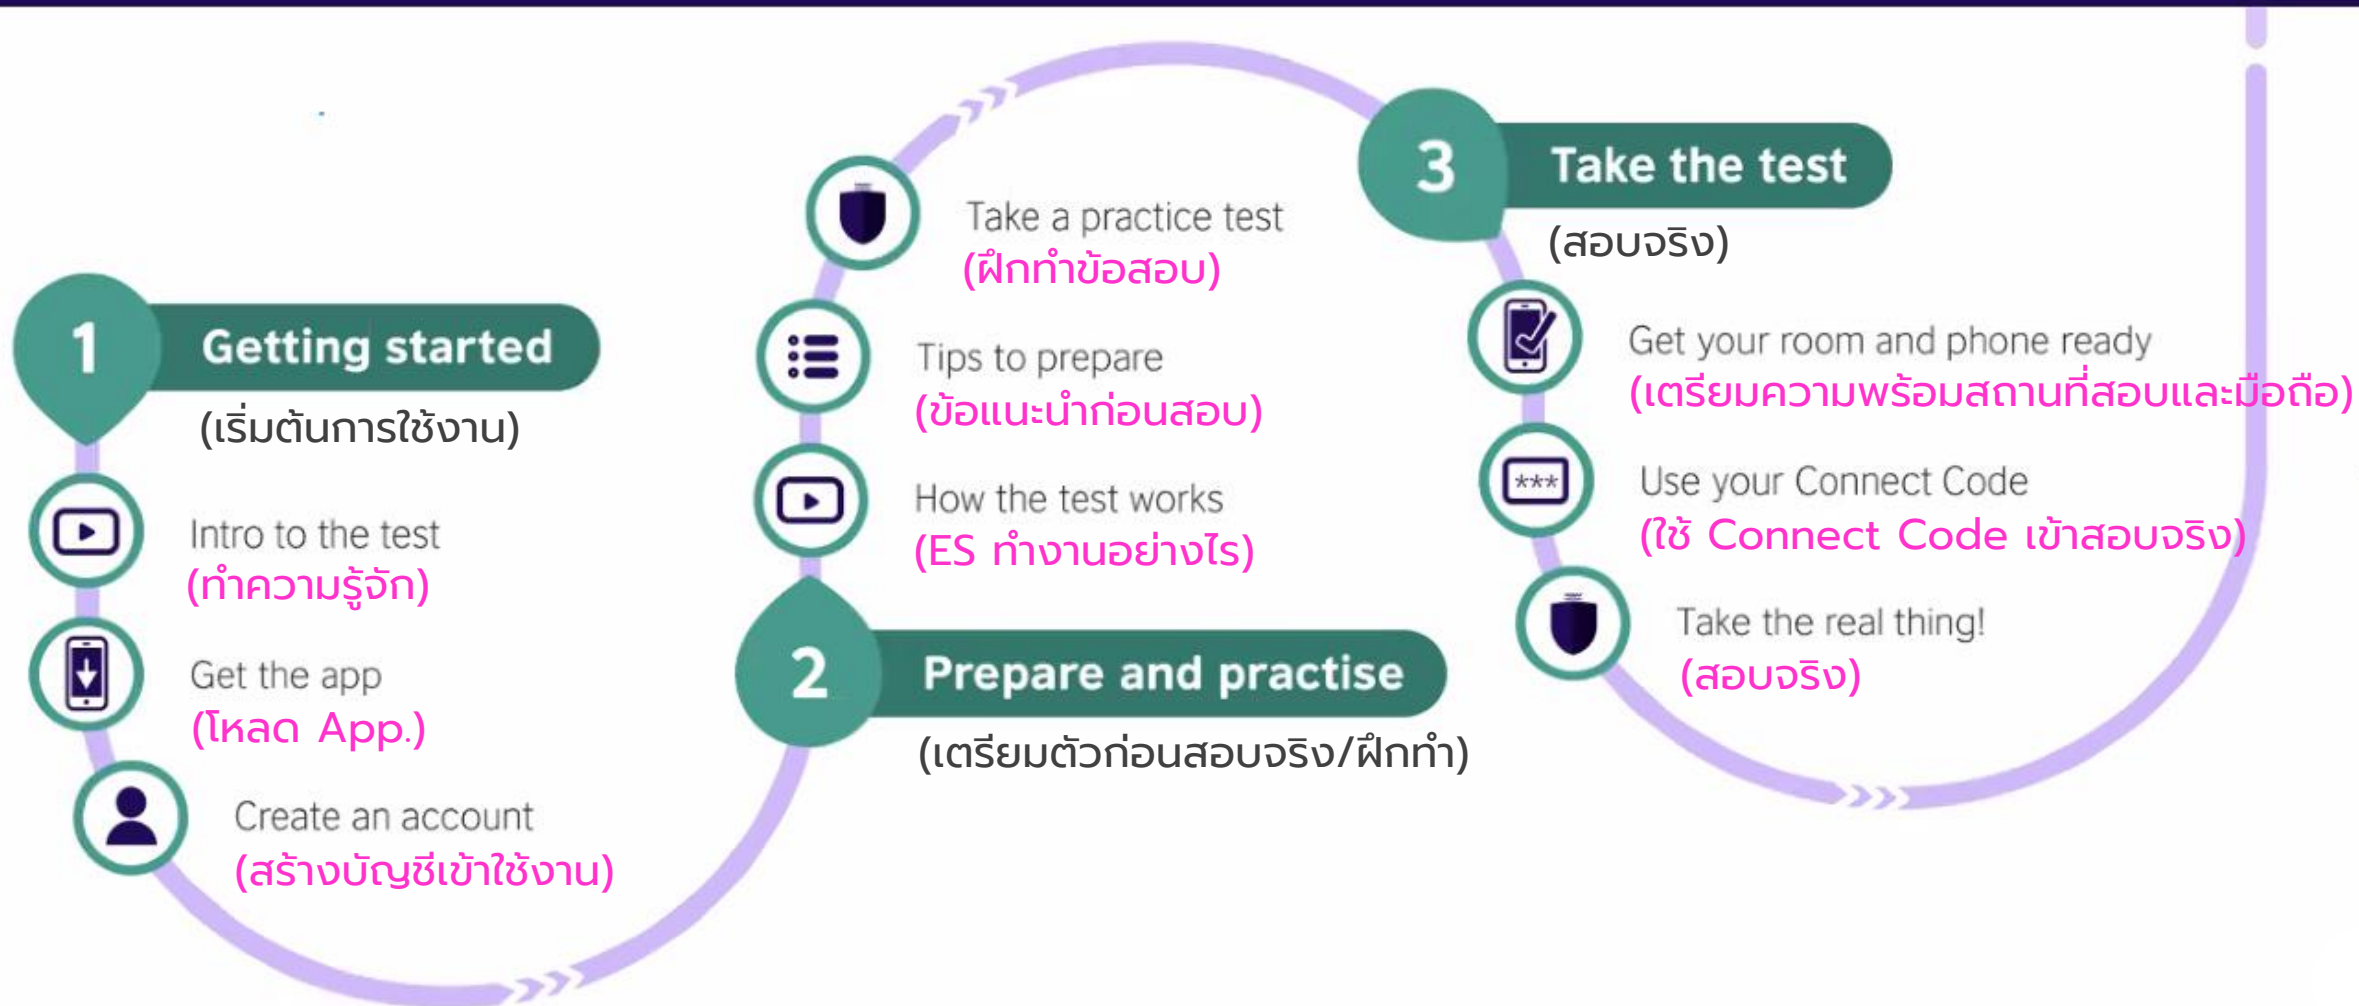 1
Getting started
(เริ่มต้นการใช้งาน)
Intro to the test
(ทำความรู้จัก)
Get the app
(โหลด App.)
Create an account
(สร้างบัญชีเข้าใช้งาน)
Take a practice test
(ฝึกทำข้อสอบ)
Tips to prepare
(ข้อแนะนำก่อนสอบ)
How the test works
(ES ทำงานอย่างไร)
2
Prepare and practise
(เตรียมตัวก่อนสอบจริง/ฝึกทำ)
3
Take the test
(สอบจริง)
Get your room and phone ready
(เตรียมความพร้อมสถานที่สอบและมือถือ)
***
Use your Connect Code
(ใช้ Connect Code เข้าสอบจริง)
Take the real thing!
(สอบจริง)